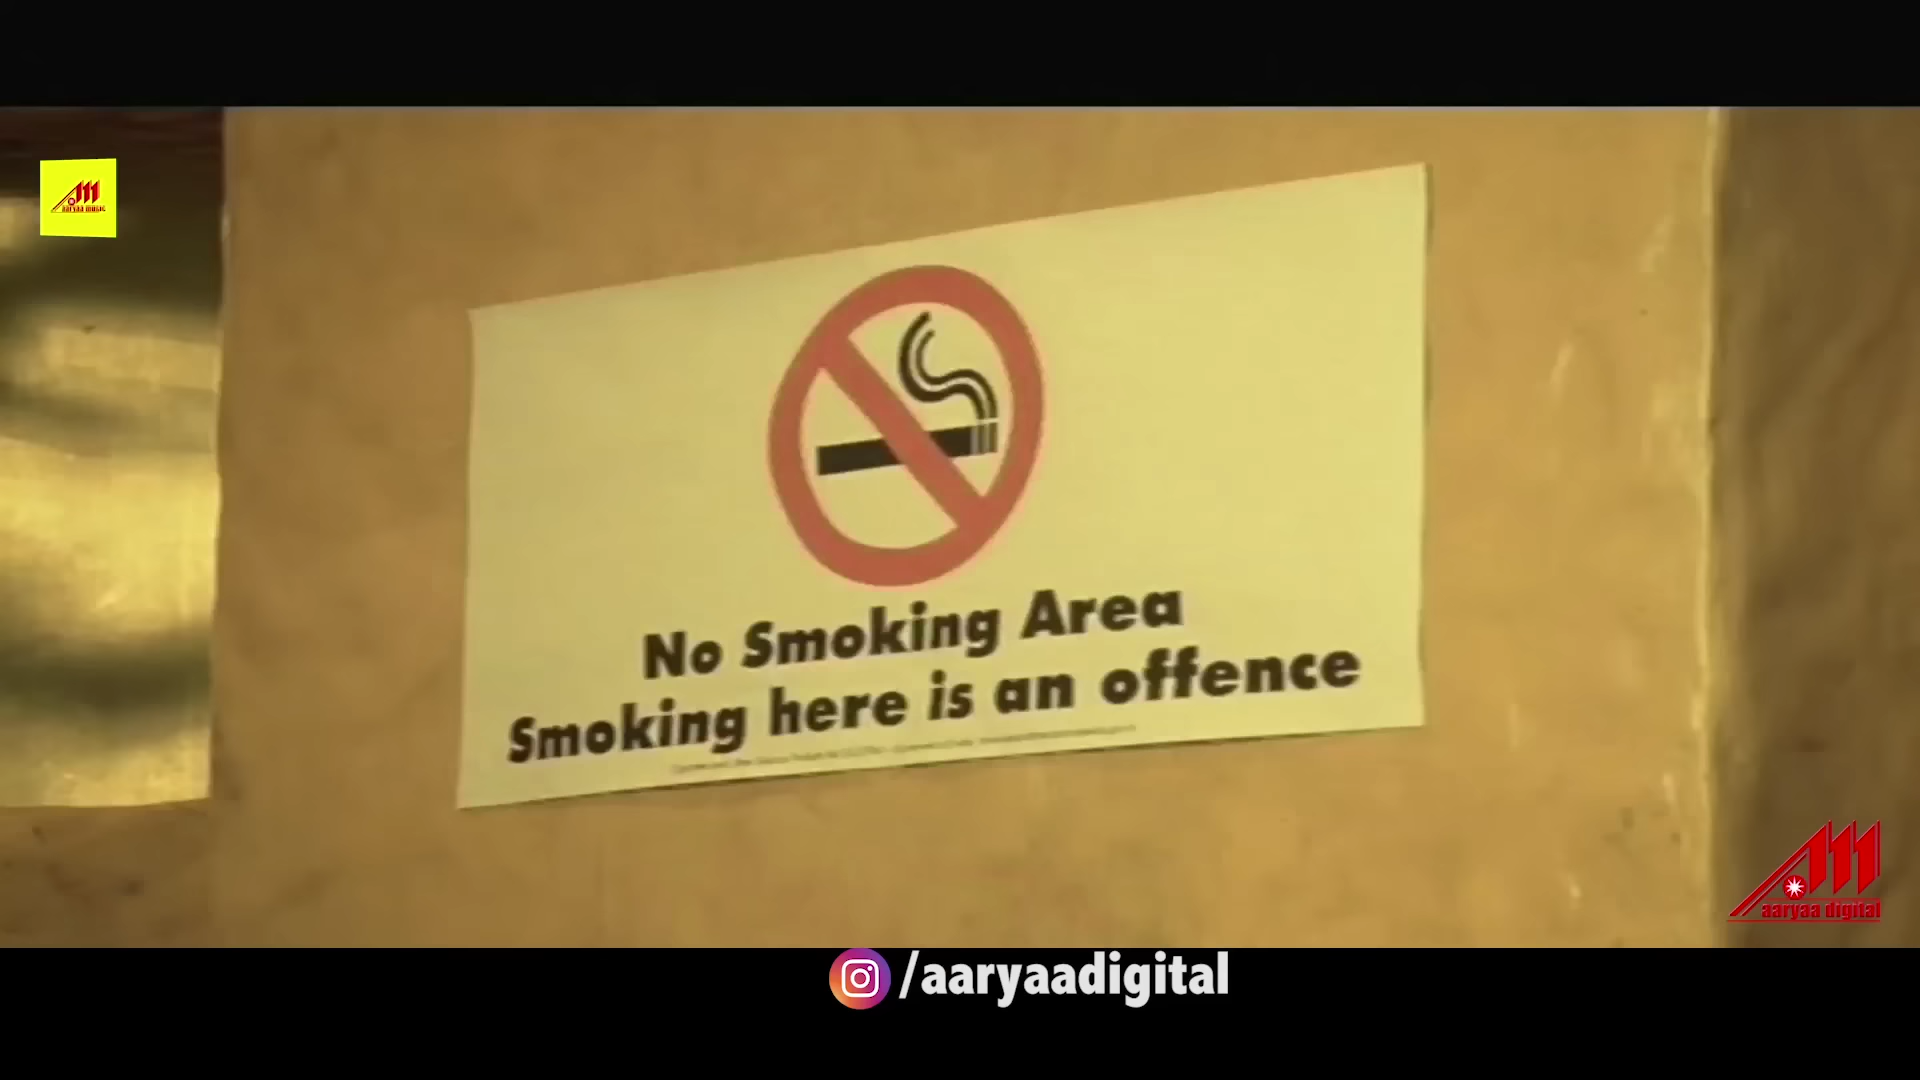 aaryaa music
No Smoking Area
Smoking here is an offence
aaryaa digital
/aaryaadigital